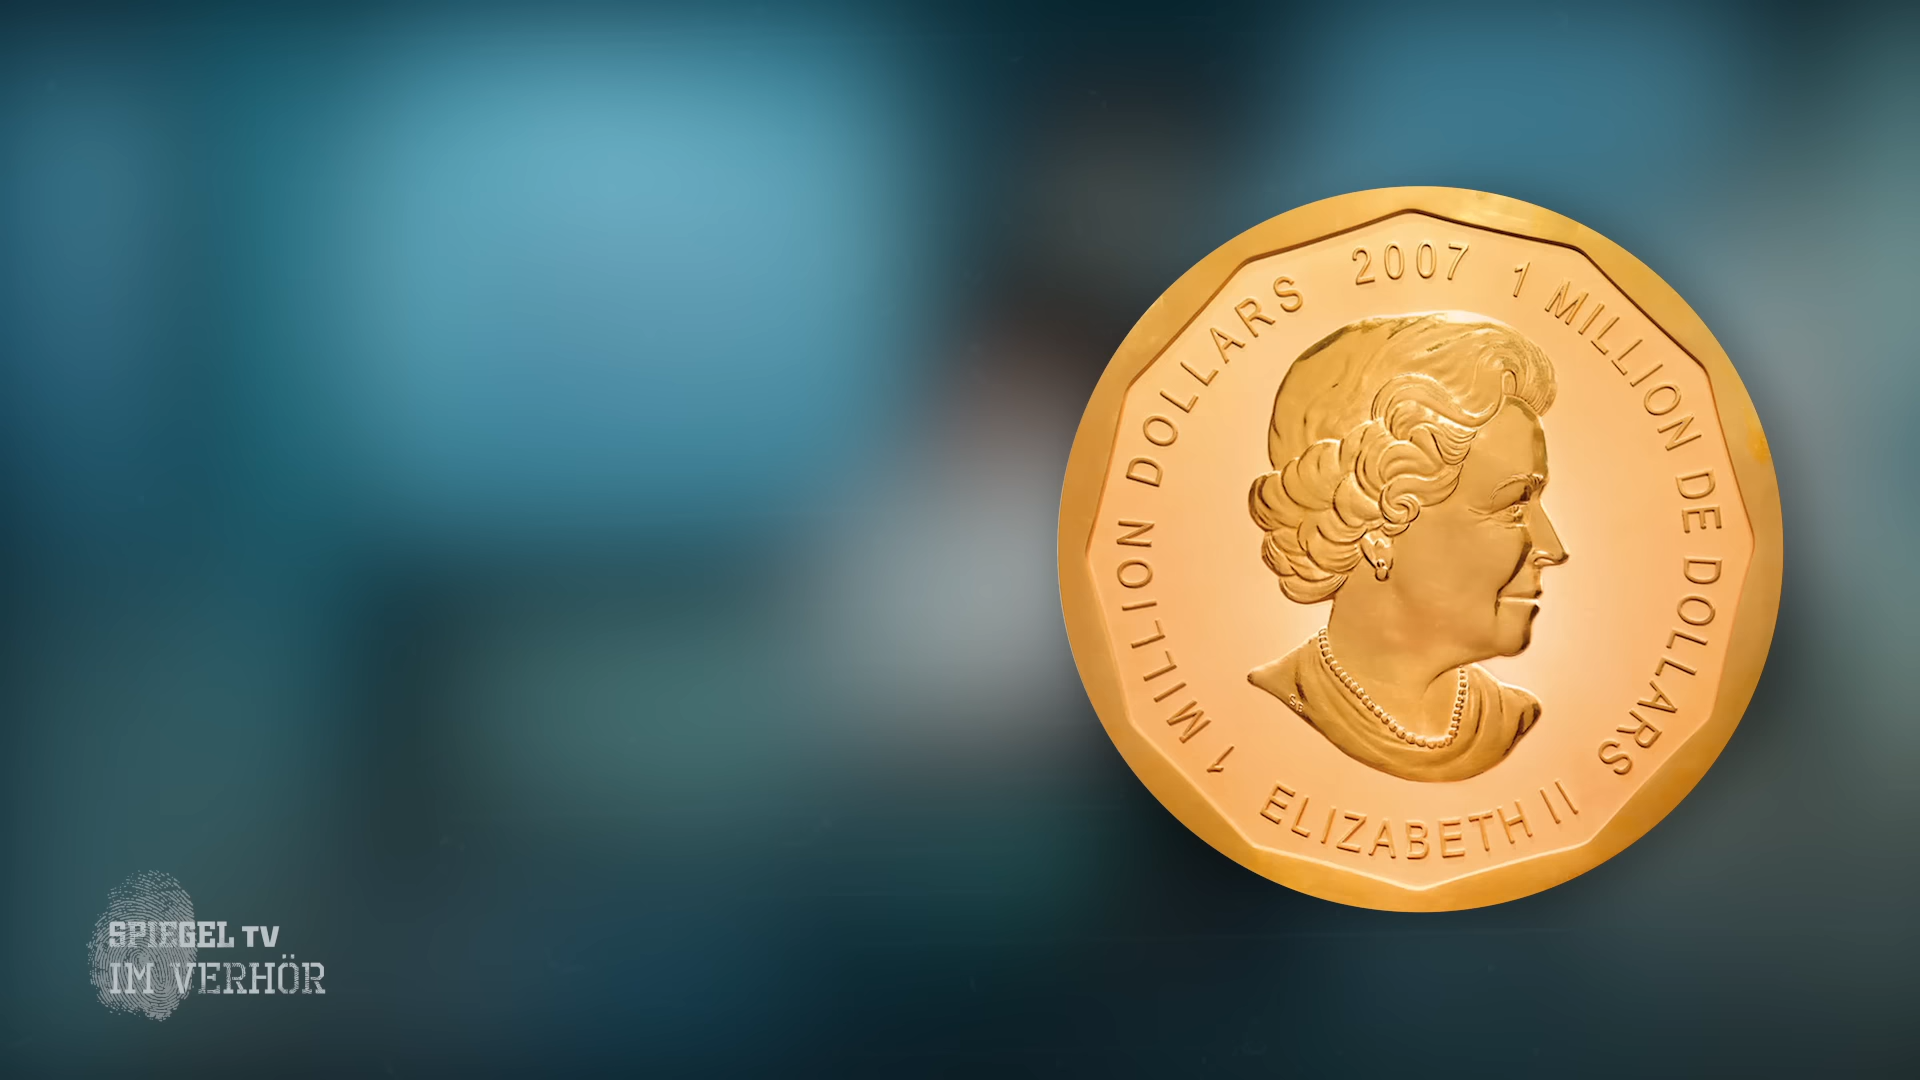 1 MILLION DOLLARS 2007 1 MILLION DE DOLLARS
ELIZABETH II
SPIEGEL TV
IM VERHÖR